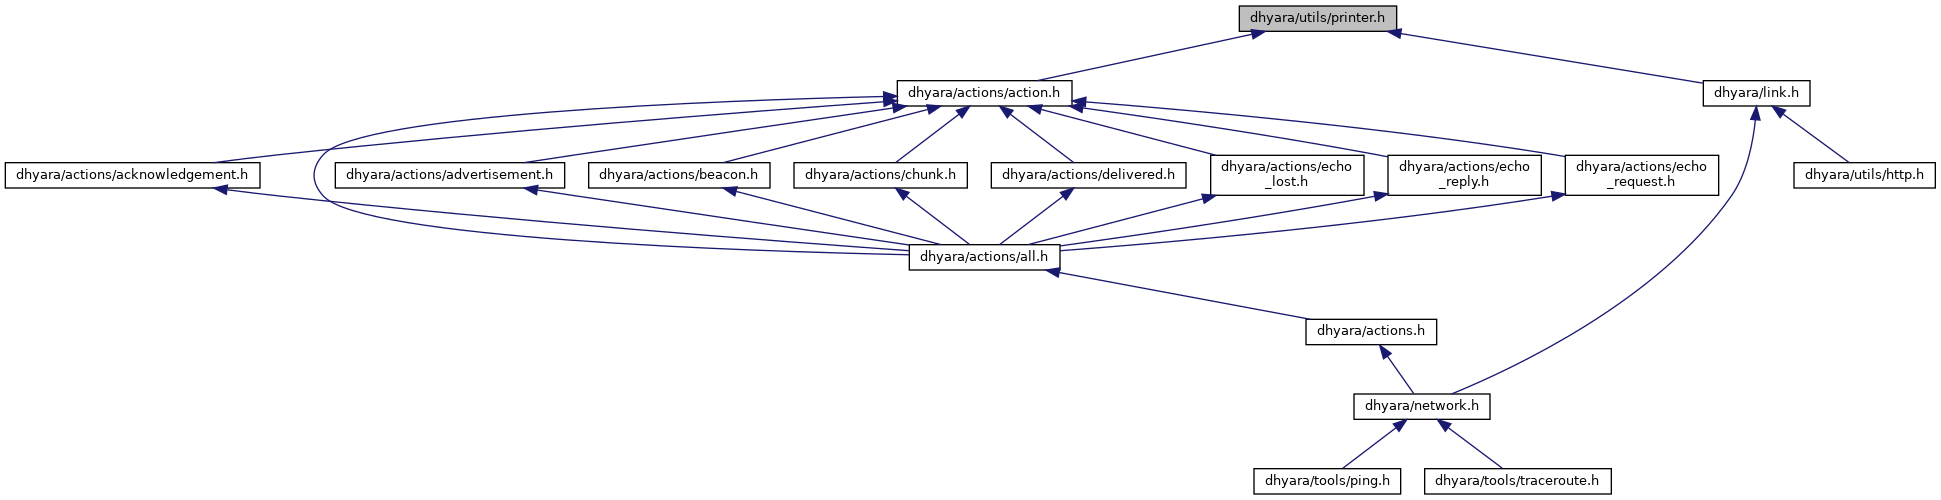 dhyara/utils/printer.h
dhyara/actions/action.h
dhyara/link.h
dhyara/actions/acknowledgement.h
dhyara/actions/advertisement.h
dhyara/actions/beacon.h
dhyara/actions/chunk.h
dhyara/actions/delivered.h
dhyara/actions/echo
_lost.h
dhyara/actions/echo
_reply.h
dhyara/actions/echo
_request.h
dhyara/utils/http.h
dhyara/actions/all.h
dhyara/actions.h
dhyara/network.h
dhyara/tools/ping.h
dhyara/tools/traceroute.h